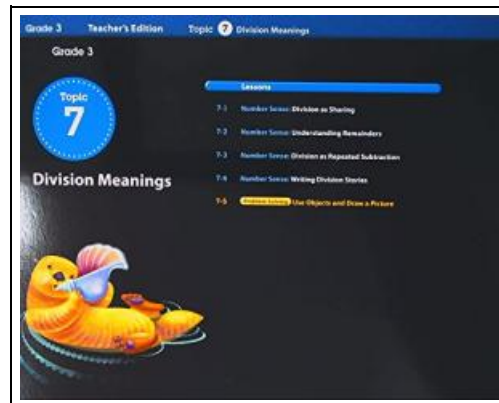 Grade 3 Teacher's Edition Topic 7 Division Meanings
Grade 3
Topic
7
Division Meanings
Lessons
7-1 Number Sense: Division as Sharing
7-2 Number Sense: Understanding Remainders
7-3 Number Sense: Division as Repeated Subtraction
7-4 Number Sense: Writing Division Stories
7-5 Problem Solving Use Objects and Draw a Picture